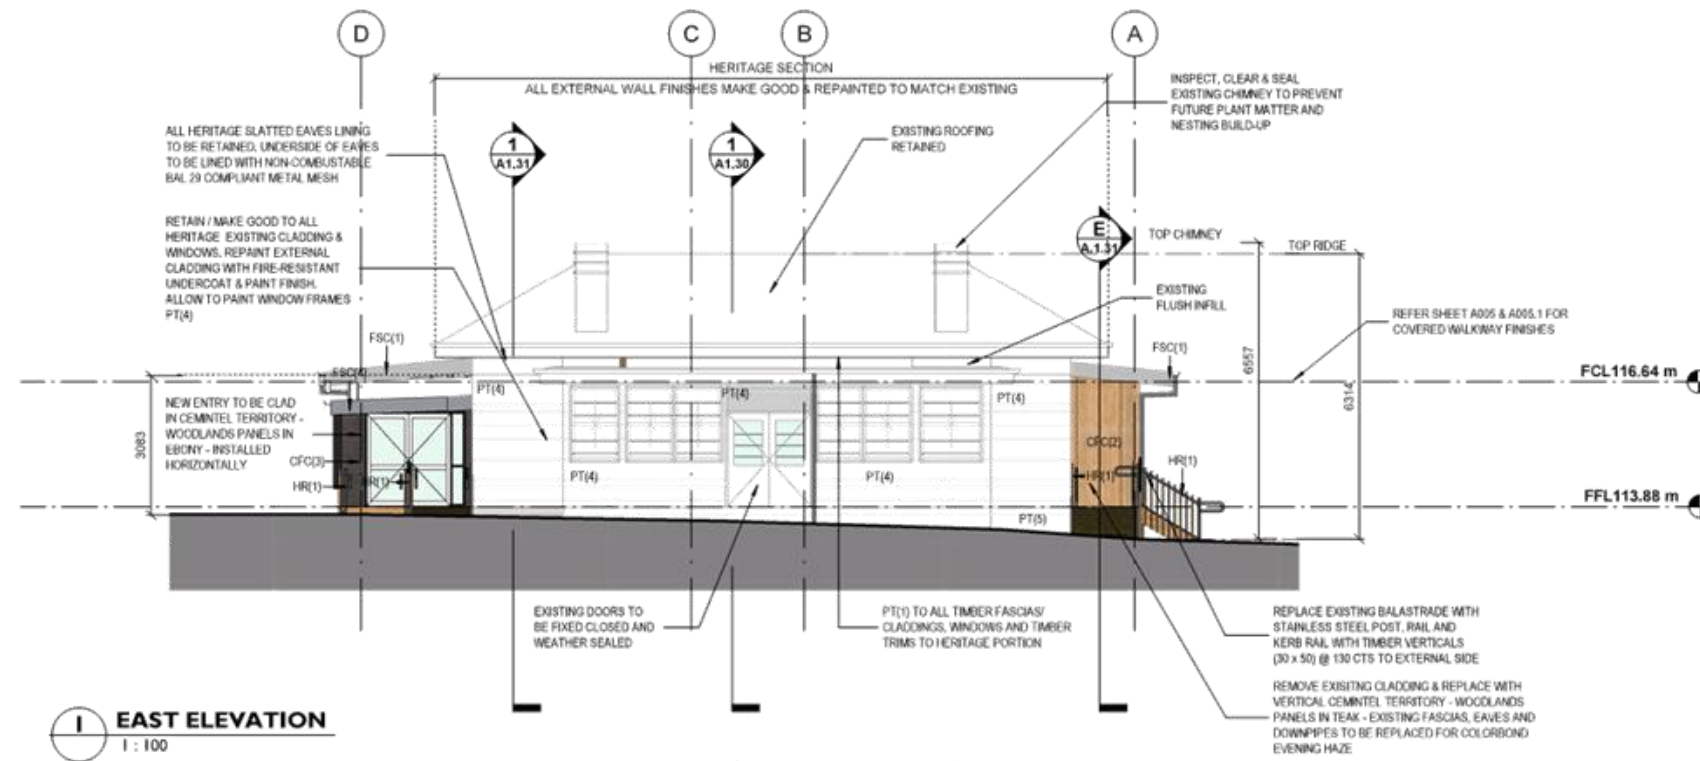 D
C
B
A
HERITAGE SECTION
ALL EXTERNAL WALL FINISHES MAKE GOOD & REPAINTED TO MATCH EXISTING
INSPECT, CLEAR & SEAL
EXISTING CHIMNEY TO PREVENT
FUTURE PLANT MATTER AND
NESTING BUILD-UP
ALL HERITAGE SLATTED EAVES LINING
TO BE RETAINED, UNDERSIDE OF EAVES
TO BE LINED WITH NON-COMBUSTABLE
BAL 29 COMPLIANT METAL MESH
1
A1.31
1
A1.30
EXISTING ROOFING
RETAINED
RETAIN / MAKE GOOD TO ALL
HERITAGE EXISTING CLADDING &
WINDOWS. REPAINT EXTERNAL
CLADDING WITH FIRE-RESISTANT
UNDERCOAT & PAINT FINISH.
ALLOW TO PAINT WINDOW FRAMES
PT(4)
E
A.1.31
TOP CHIMNEY
TOP RIDGE
EXISTING
FLUSH INFILL
REFER SHEET A005 & A005.1 FOR
COVERED WALKWAY FINISHES
FSC(1)
FSC(1)
6557
6314
FSC(4)
FCL116.64 m
PT(4)
PT(4)
PT(4)
NEW ENTRY TO BE CLAD
IN CEMINTEL TERRITORY -
WOODLANDS PANELS IN
EBONY - INSTALLED
HORIZONTALLY
3083
CFC(3)
HR(1)
HR(1)
CFC(2)
HR(1)
HR(1)
PT(4)
PT(4)
PT(5)
FFL113.88 m
EXISTING DOORS TO
BE FIXED CLOSED AND
WEATHER SEALED
PT(1) TO ALL TIMBER FASCIAS/
CLADDINGS, WINDOWS AND TIMBER
TRIMS TO HERITAGE PORTION
REPLACE EXISTING BALASTRADE WITH
STAINLESS STEEL POST, RAIL AND
KERB RAIL WITH TIMBER VERTICALS
(30 x 50) @ 130 CTS TO EXTERNAL SIDE
REMOVE EXISITNG CLADDING & REPLACE WITH
VERTICAL CEMINTEL TERRITORY - WOODLANDS
PANELS IN TEAK - EXISTING FASCIAS, EAVES AND
DOWNPIPES TO BE REPLACED FOR COLORBOND
EVENING HAZE
1
EAST ELEVATION
1 : 100